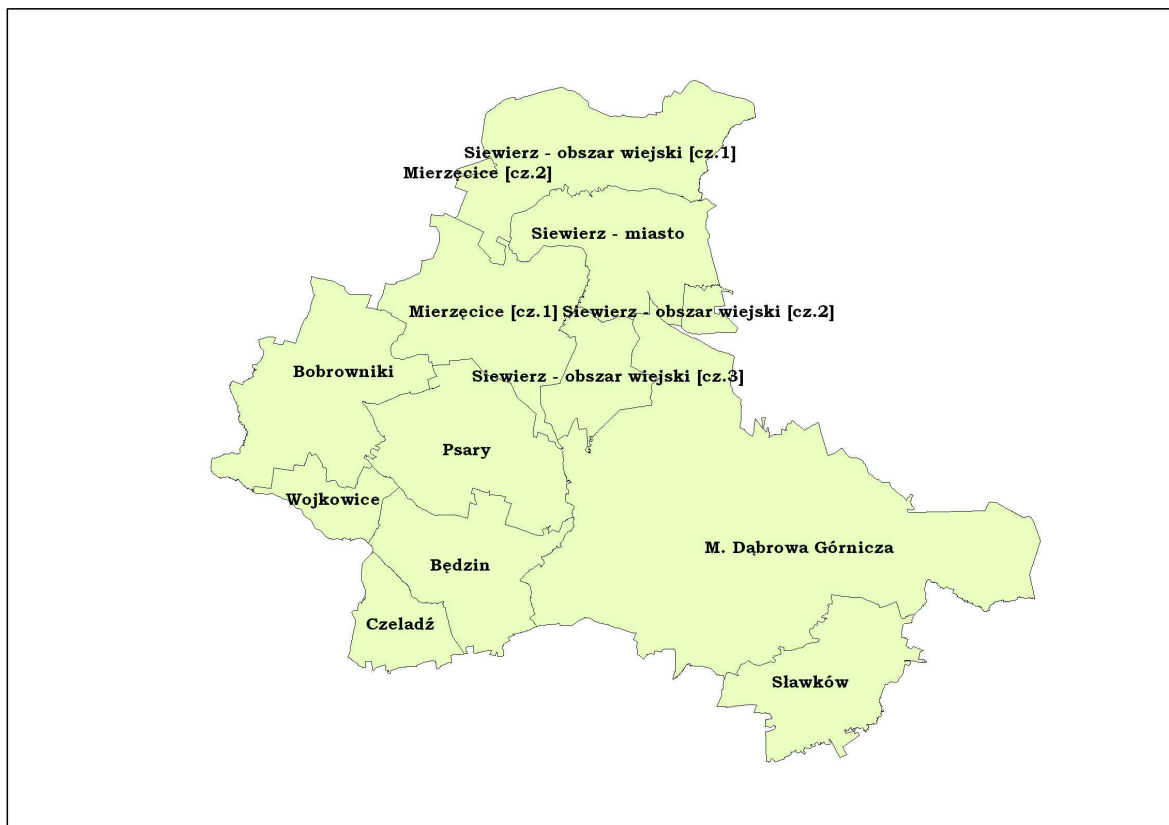 Siewierz - obszar wiejski [cz.1]
Mierzęcice [cz.2]
Siewierz - miasto
Mierzęcice [cz.1]
Siewierz - obszar wiejski [cz.2]
Bobrowniki
Siewierz - obszar wiejski [cz.3]
Psary
Wojkowice
M. Dąbrowa Górnicza
Będzin
Czeladź
Sławków